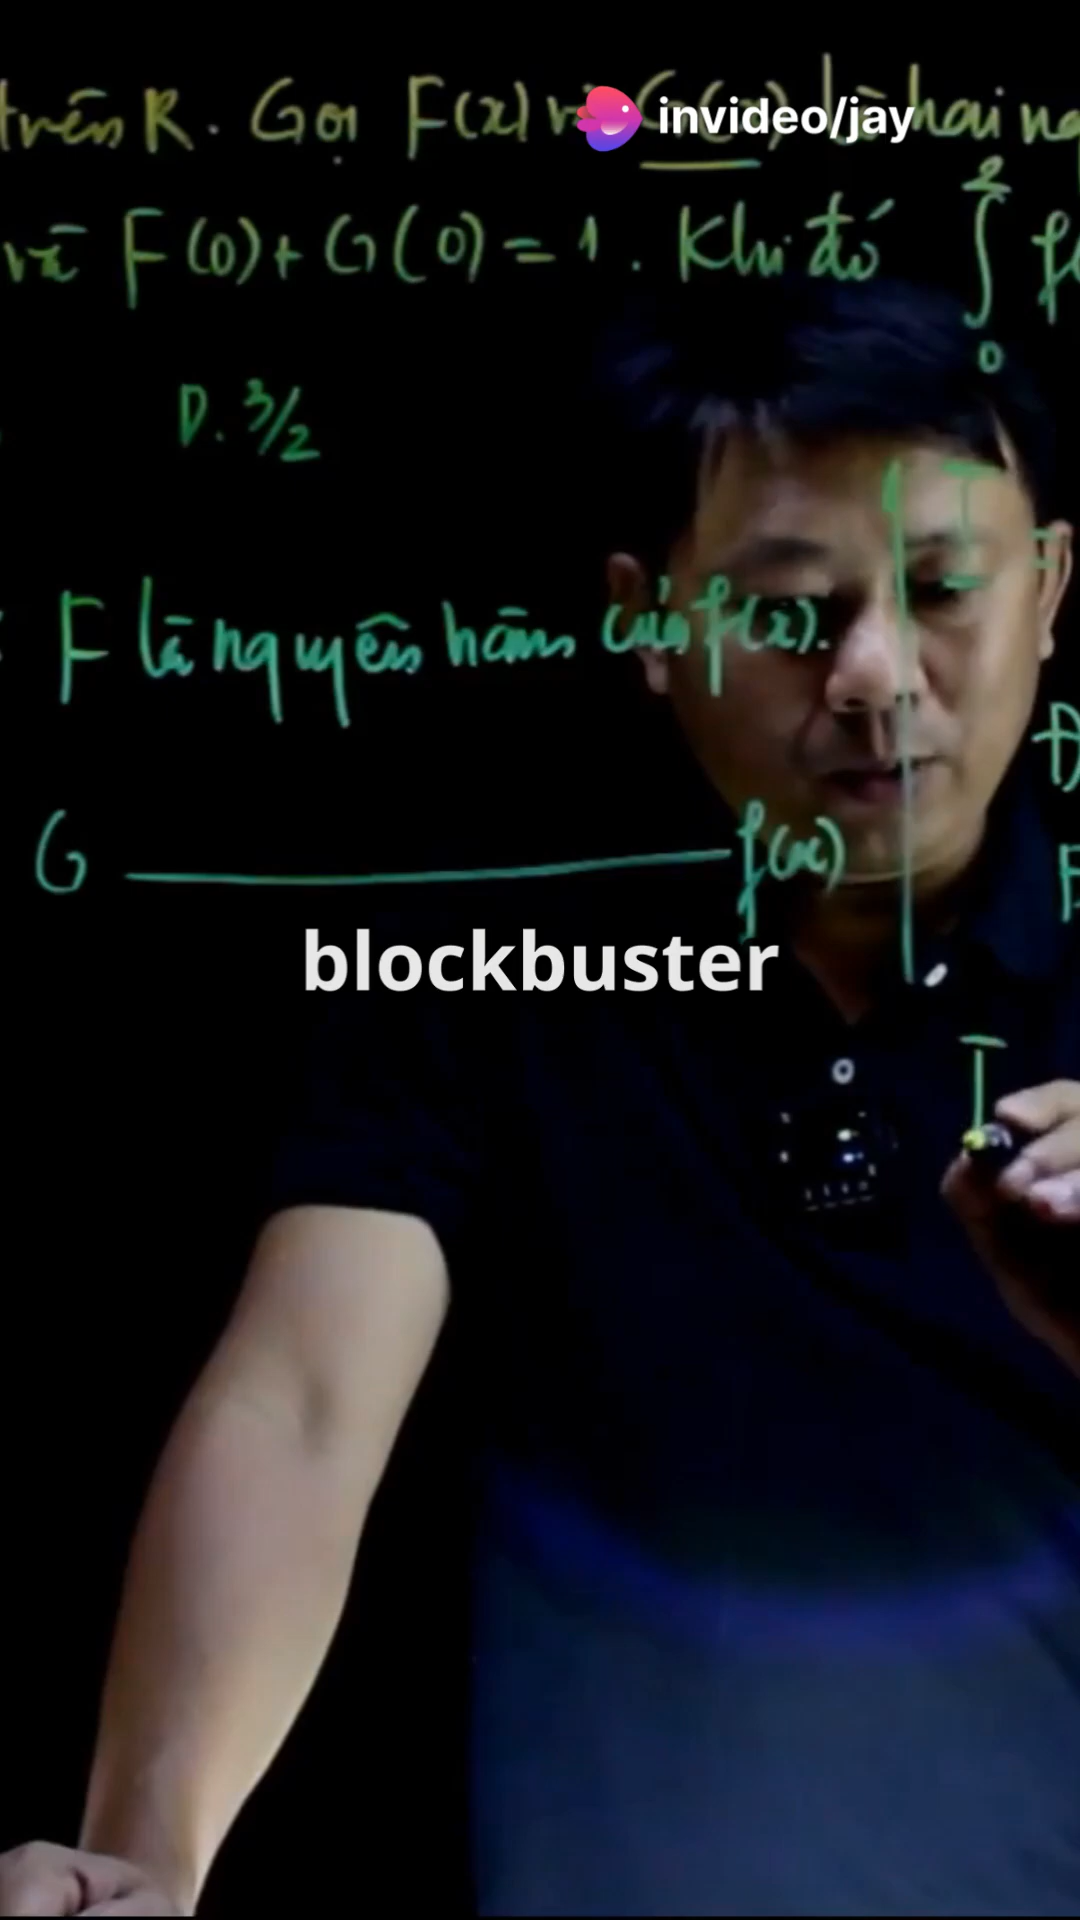 trên R. Gọi F(x) và G(x) là hai
invideo/jay
và F(0)+G(0)=1. Khi đó ∫₀² f(
D. 3/2
I =
F là nguyên hàm của f(x).
G ——— f(x)
blockbuster
I